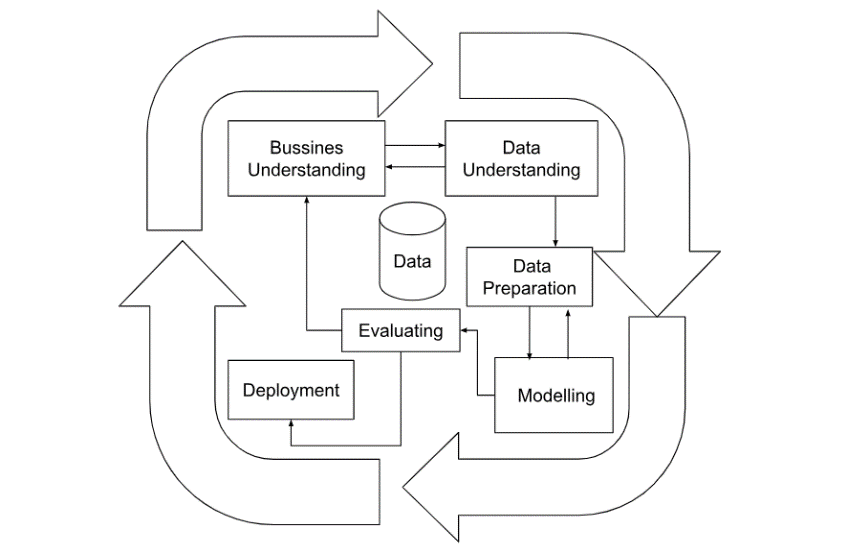 Bussines
Understanding
Data
Understanding
Data
Data
Preparation
Evaluating
Deployment
Modelling